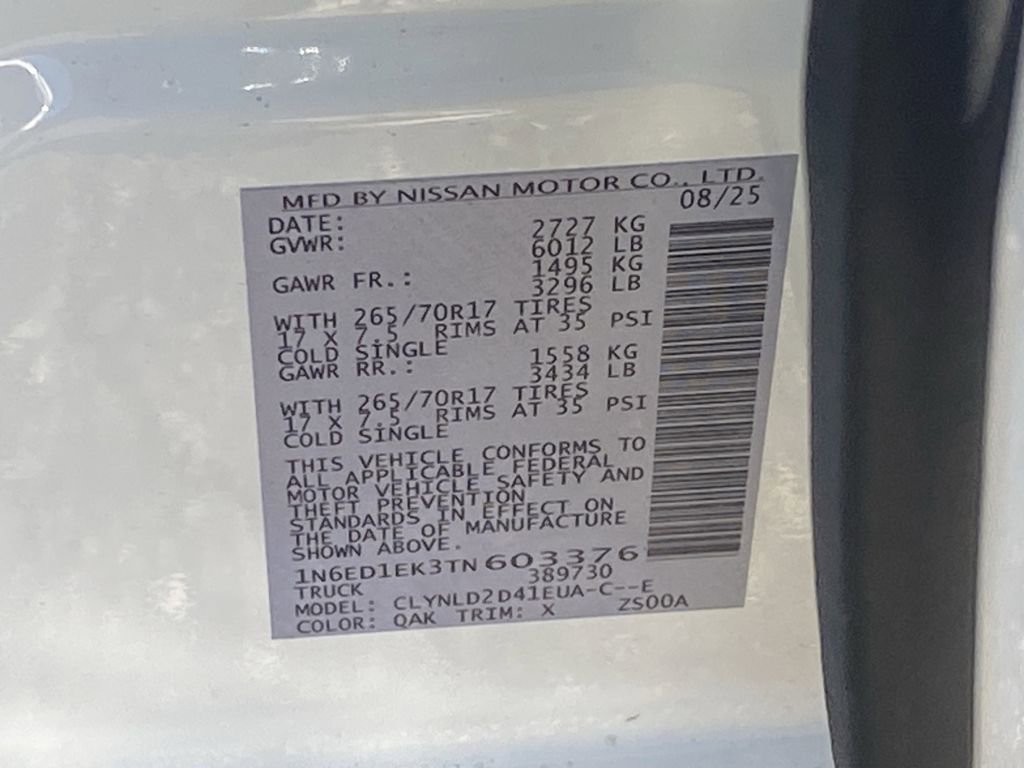 MFD BY NISSAN MOTOR CO., LTD.
DATE: 08/25
GVWR: 2727 KG
6012 LB
GAWR FR.: 1495 KG
3296 LB
WITH 265/70R17 TIRES
17 X 7.5 RIMS AT 35 PSI
COLD SINGLE
GAWR RR.: 1558 KG
3434 LB
WITH 265/70R17 TIRES
17 X 7.5 RIMS AT 35 PSI
COLD SINGLE
THIS VEHICLE CONFORMS TO
ALL APPLICABLE FEDERAL
MOTOR VEHICLE SAFETY AND
THEFT PREVENTION
STANDARDS IN EFFECT ON
THE DATE OF MANUFACTURE
SHOWN ABOVE.
1N6ED1EK3TN603376
TRUCK 389730
MODEL: CLYNLD2D41EUA-C--E
COLOR: QAK TRIM: X ZS00A